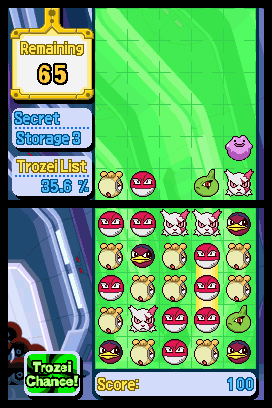 Remaining
65
Secret
Storage 3
Trozei List
35.6 %
Trozei
Chance!
Score: 100